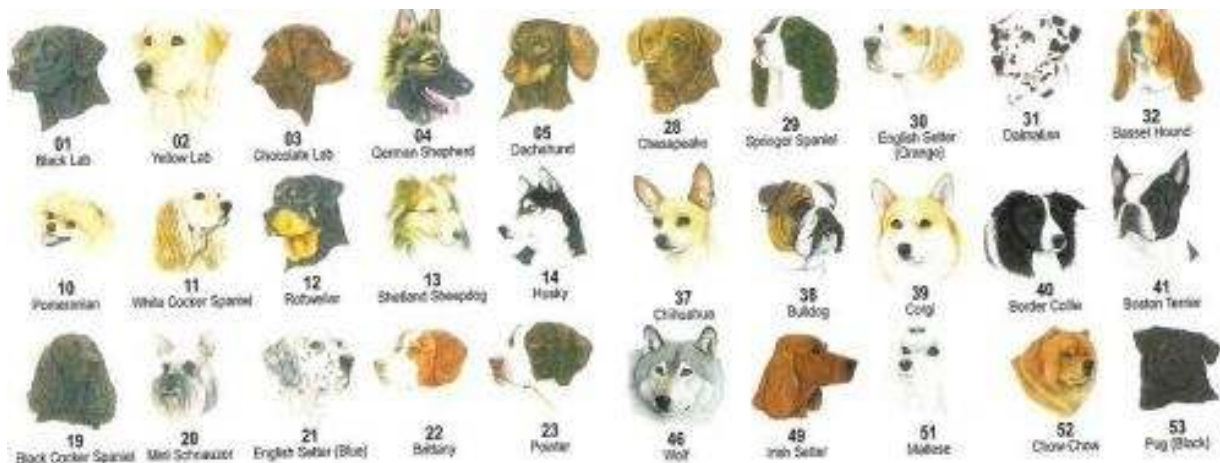 01
Black Lab
02
Yellow Lab
03
Chocolate Lab
04
German Shepherd
05
Dachshund
28
Chesapeake
29
Springer Spaniel
30
English Setter
(Orange)
31
Dalmatian
32
Basset Hound
10
Pomeranian
11
White Cocker Spaniel
12
Rottweiler
13
Shetland Sheepdog
14
Husky
37
Chihuahua
38
Bulldog
39
Corgi
40
Border Collie
41
Boston Terrier
19
Black Cocker Spaniel
20
Mini Schnauzer
21
English Setter (Blue)
22
Brittany
23
Pointer
46
Wolf
49
Irish Setter
51
Maltese
52
Chow-Chow
53
Pug (Black)